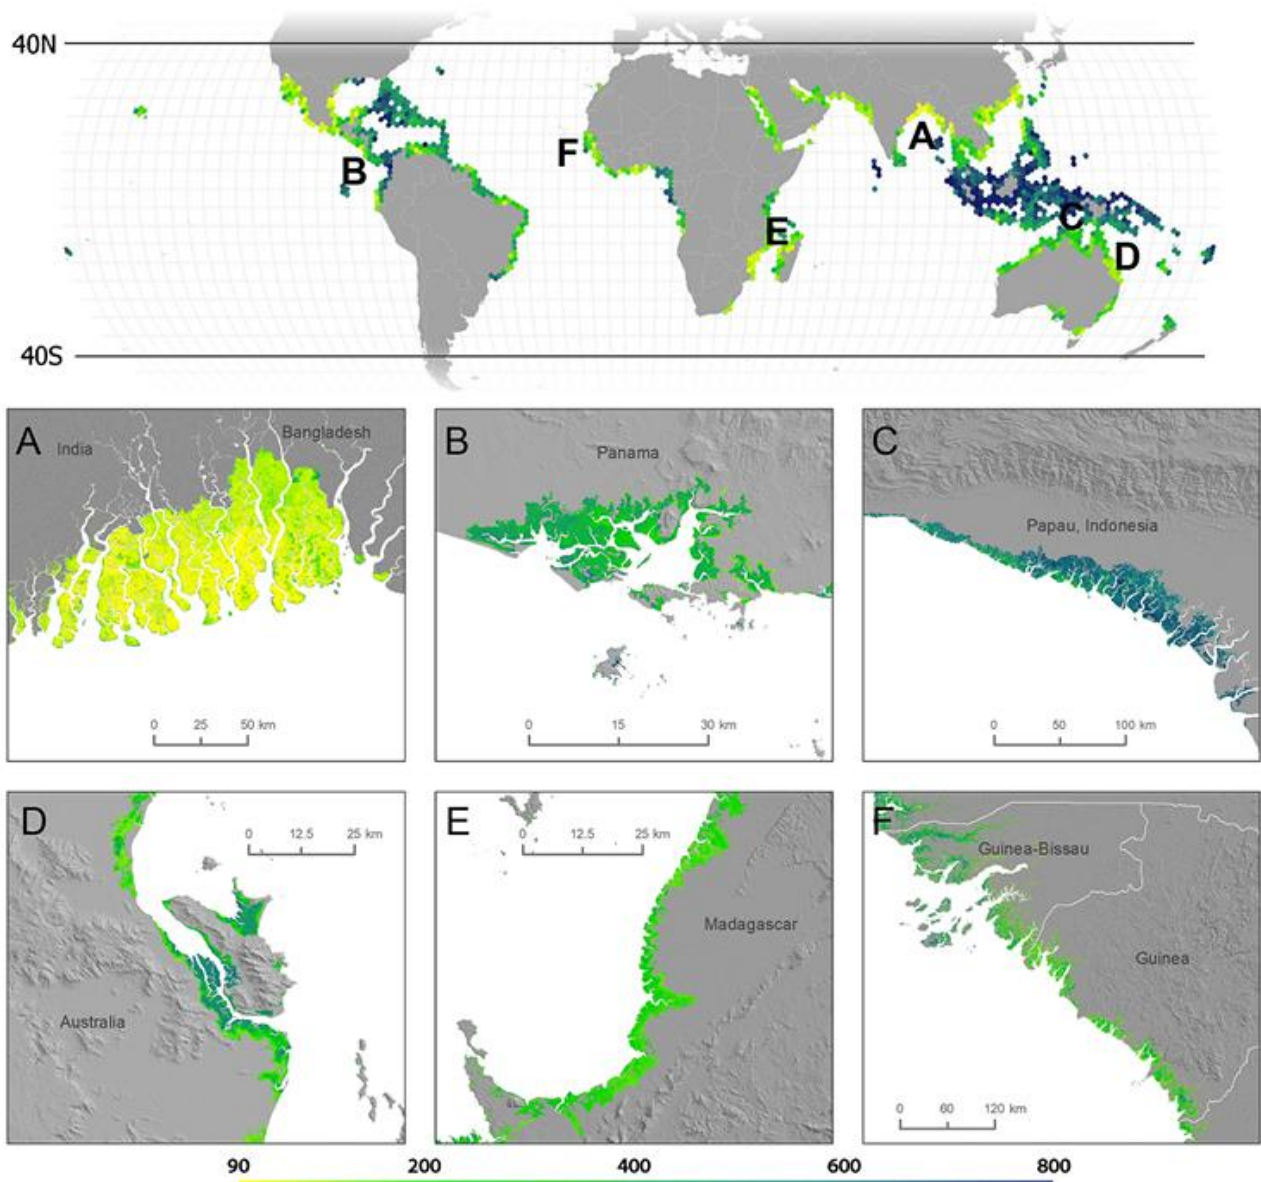 40N
A
B
F
C
E
D
40S
A
India
Bangladesh
0 25 50 km
B
Panama
0 15 30 km
C
Papau, Indonesia
0 50 100 km
D
0 12.5 25 km
Australia
E
0 12.5 25 km
Madagascar
F
Guinea-Bissau
Guinea
0 60 120 km
90 200 400 600 800